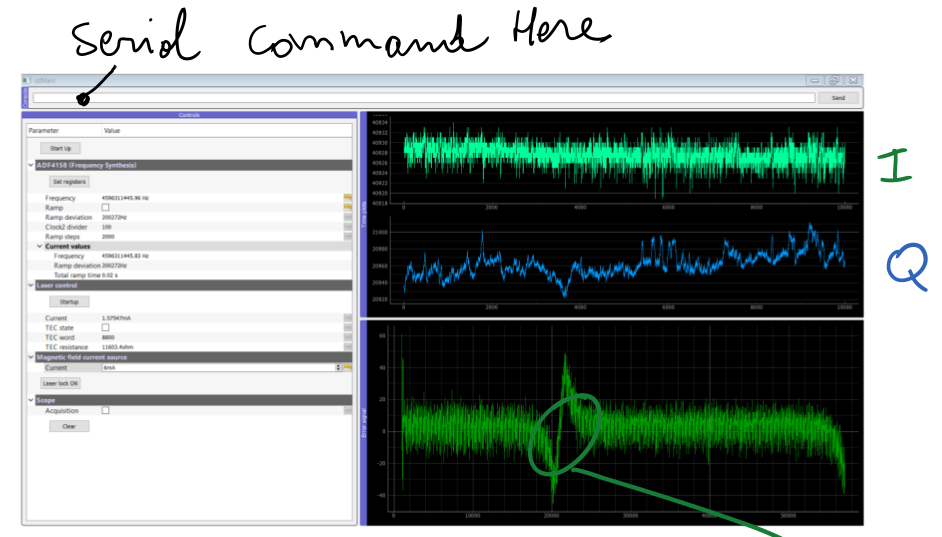 Serial Command Here
qtMain
Console
Send
Controls
Parameter Value
Start Up
ADF4158 (Frequency Synthesis)
Set registers
Frequency 4596311445.96 Hz
Ramp
Ramp deviation 200272Hz
Clock2 divider 100
Ramp steps 2000
Current values
Frequency 4596311445.83 Hz
Ramp deviation 200272Hz
Total ramp time 0.02 s
Laser control
Startup
Current 1.57547mA
TEC state
TEC word 8800
TEC resistance 11603.4ohm
Magnetic field current source
Current 6mA
Laser lock ON
Scope
Acquisition
Clear
40934
40932
40930
40928
40926
40920
40918
0 2000 4000 6000 8000 10000
I
21000
20980
20960
20940
20920
0 2000 4000 6000 8000 10000
Q
Error signal
60
40
20
0
-20
-40
0 10000 20000 30000 40000 50000